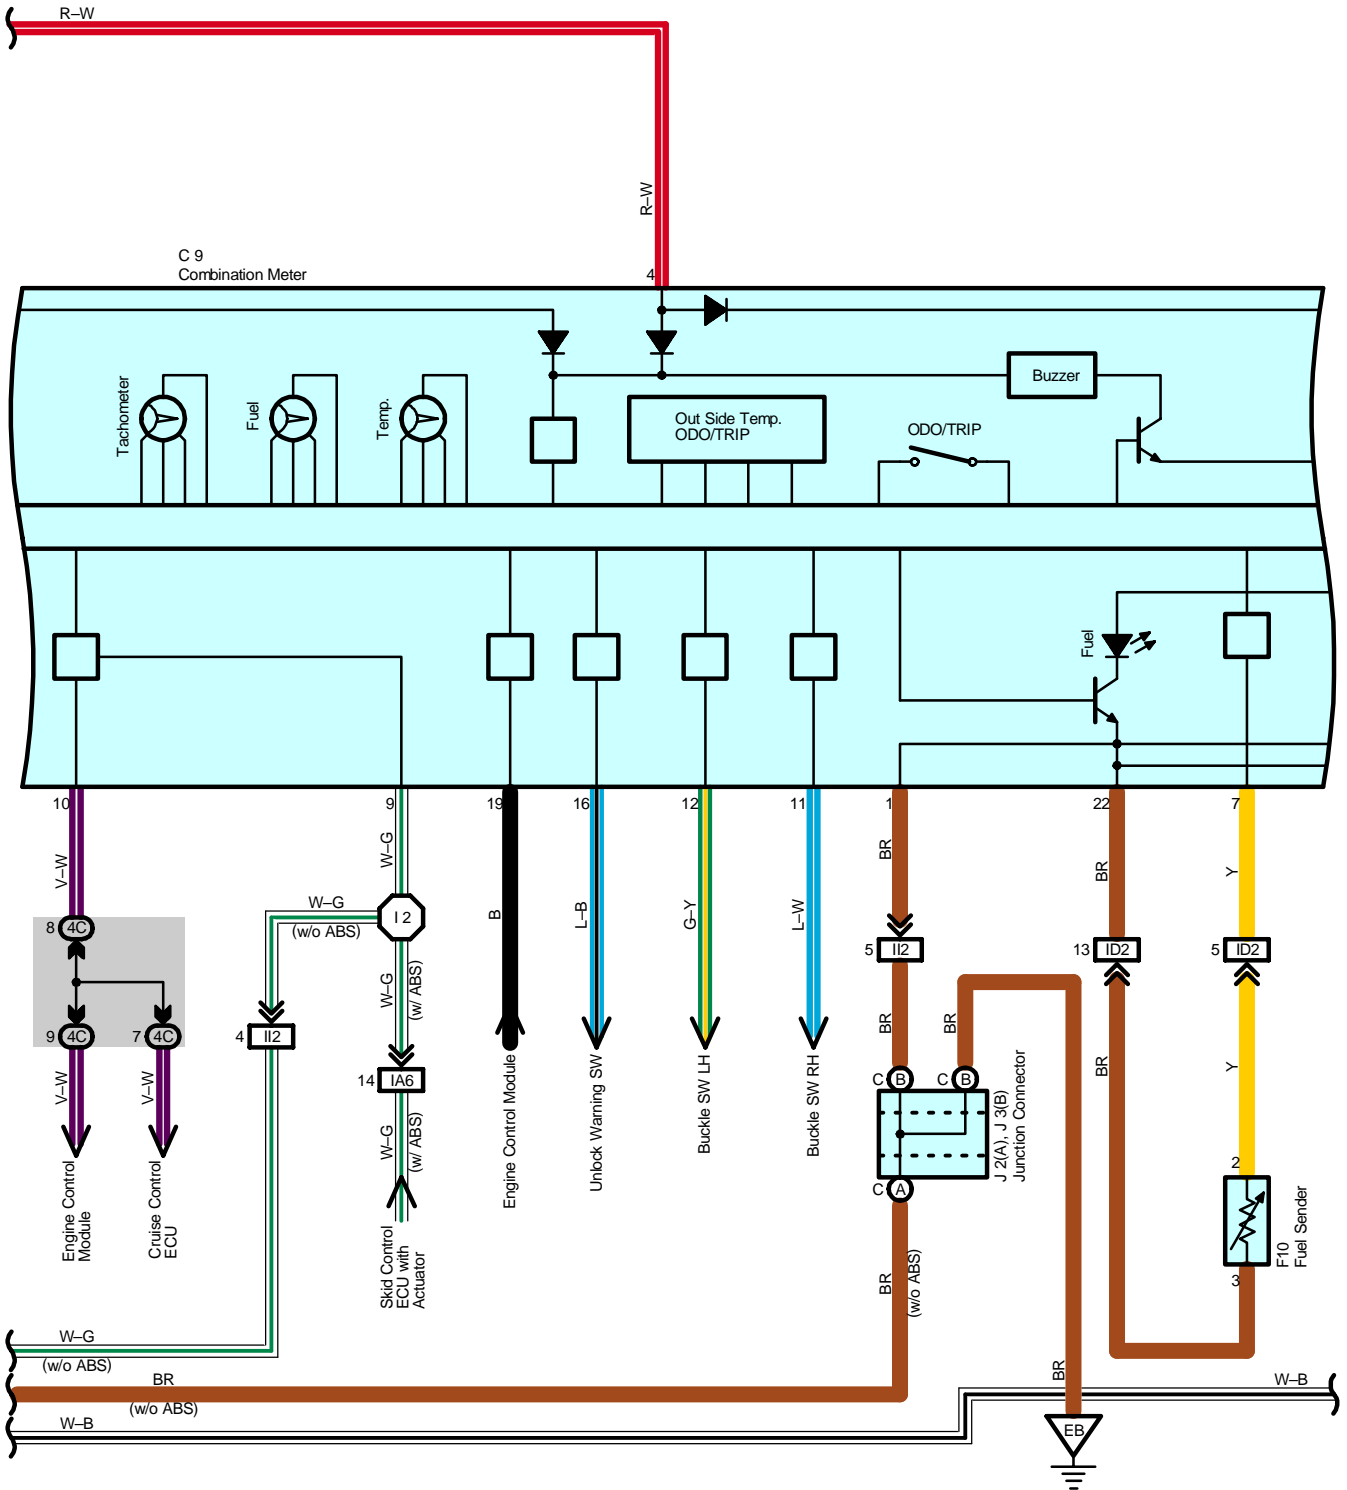 R–W
R–W
C 9
Combination Meter
4
Tachometer
Fuel
Temp.
Out Side Temp.
ODO/TRIP
ODO/TRIP
Buzzer
Fuel
10
9
19
16
12
11
1
22
7
V–W
W–G
B
L–B
G–Y
L–W
BR
BR
Y
8
4C
W–G
(w/o ABS)
I 2
W–G
(w/ ABS)
5
II2
13
ID2
5
ID2
9
4C
7
4C
4
II2
14
IA6
BR
BR
BR
Y
C
B
C
B
V–W
V–W
W–G
(w/ ABS)
Engine Control
Module
Cruise Control
ECU
Skid Control
ECU with
Actuator
Engine Control Module
Unlock Warning SW
Buckle SW LH
Buckle SW RH
J 2(A), J 3(B)
Junction Connector
C
A
BR
(w/o ABS)
2
F10
Fuel Sender
3
W–G
(w/o ABS)
BR
(w/o ABS)
W–B
BR
W–B
EB